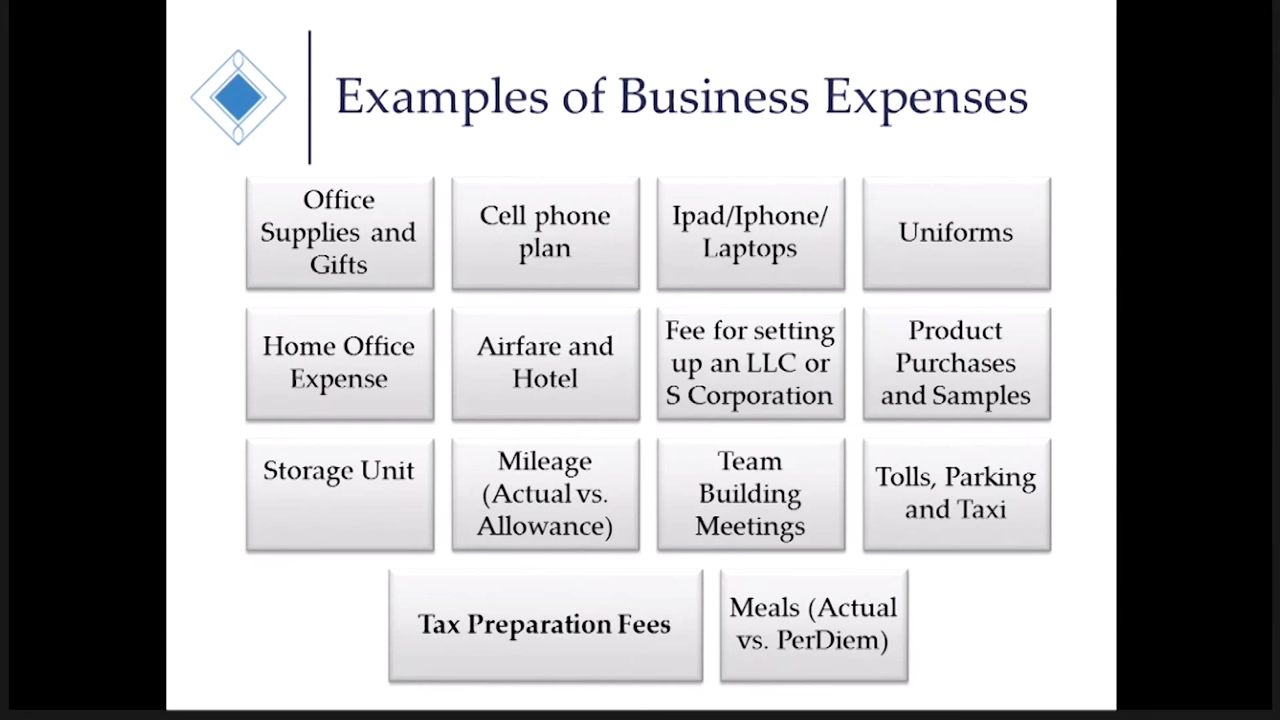 Examples of Business Expenses
Office
Supplies and
Gifts
Cell phone
plan
Ipad/Iphone/
Laptops
Uniforms
Home Office
Expense
Airfare and
Hotel
Fee for setting
up an LLC or
S Corporation
Product
Purchases
and Samples
Storage Unit
Mileage
(Actual vs.
Allowance)
Team
Building
Meetings
Tolls, Parking
and Taxi
Tax Preparation Fees
Meals (Actual
vs. PerDiem)